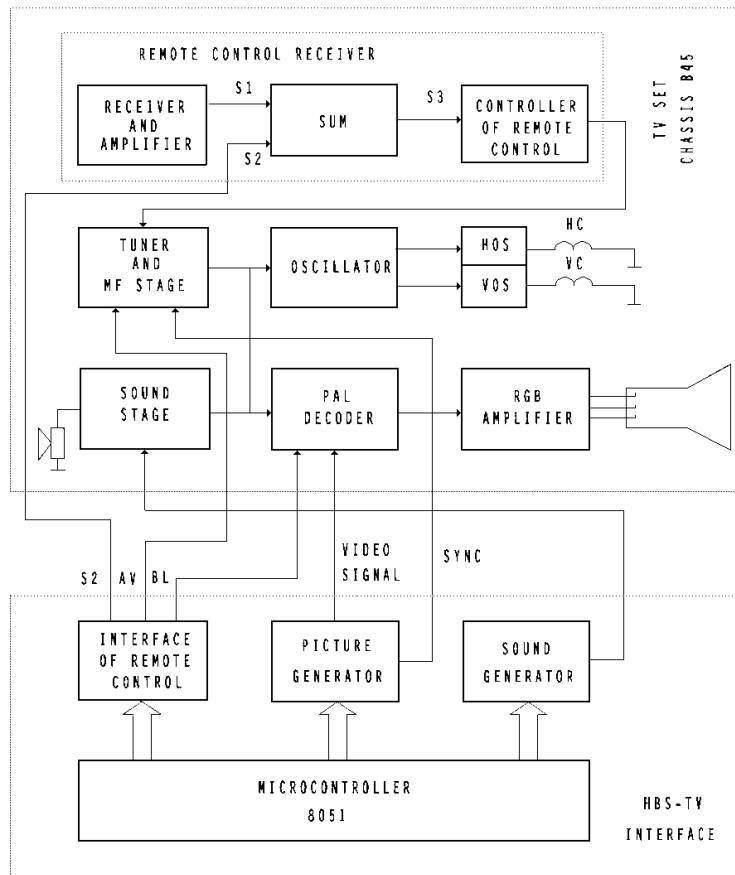 REMOTE CONTROL RECEIVER
TV SET
CHASSIS B45
RECEIVER
AND
AMPLIFIER
S1
S2
SUM
S3
CONTROLLER
OF REMOTE
CONTROL
TUNER
AND
MF STAGE
OSCILLATOR
HOS
VOS
HC
VC
SOUND
STAGE
PAL
DECODER
RGB
AMPLIFIER
S2
AV
BL
VIDEO
SIGNAL
SYNC
INTERFACE
OF REMOTE
CONTROL
PICTURE
GENERATOR
SOUND
GENERATOR
MICROCONTROLLER
8051
HBS-TV
INTERFACE